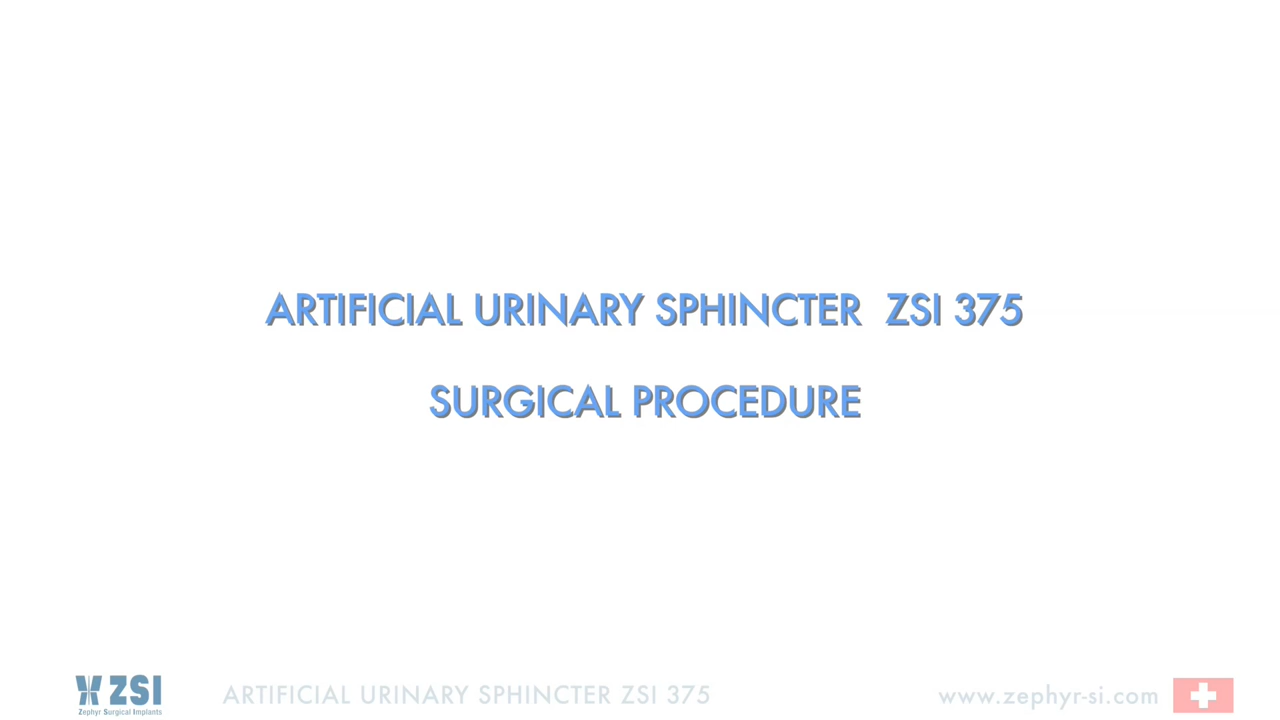 ARTIFICIAL URINARY SPHINCTER ZSI 375
SURGICAL PROCEDURE
ZSI
Zephyr Surgical Implants
ARTIFICIAL URINARY SPHINCTER ZSI 375
www.zephyr-si.com